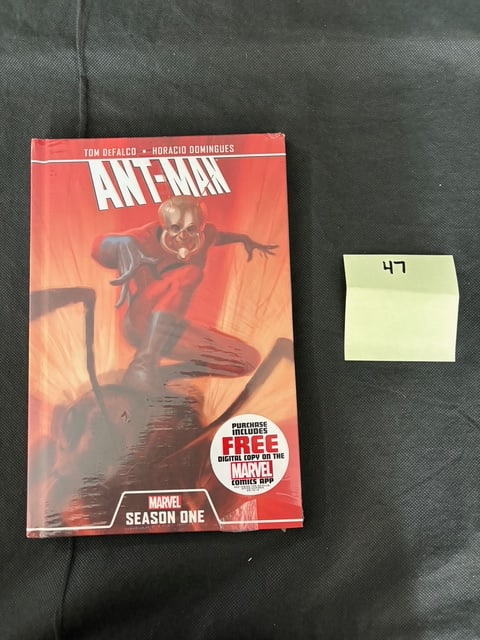 TOM DEFALCO • HORACIO DOMINGUES
ANT-MAN
PURCHASE
INCLUDES
FREE
DIGITAL COPY ON THE
MARVEL
COMICS APP
MARVEL
SEASON ONE
47